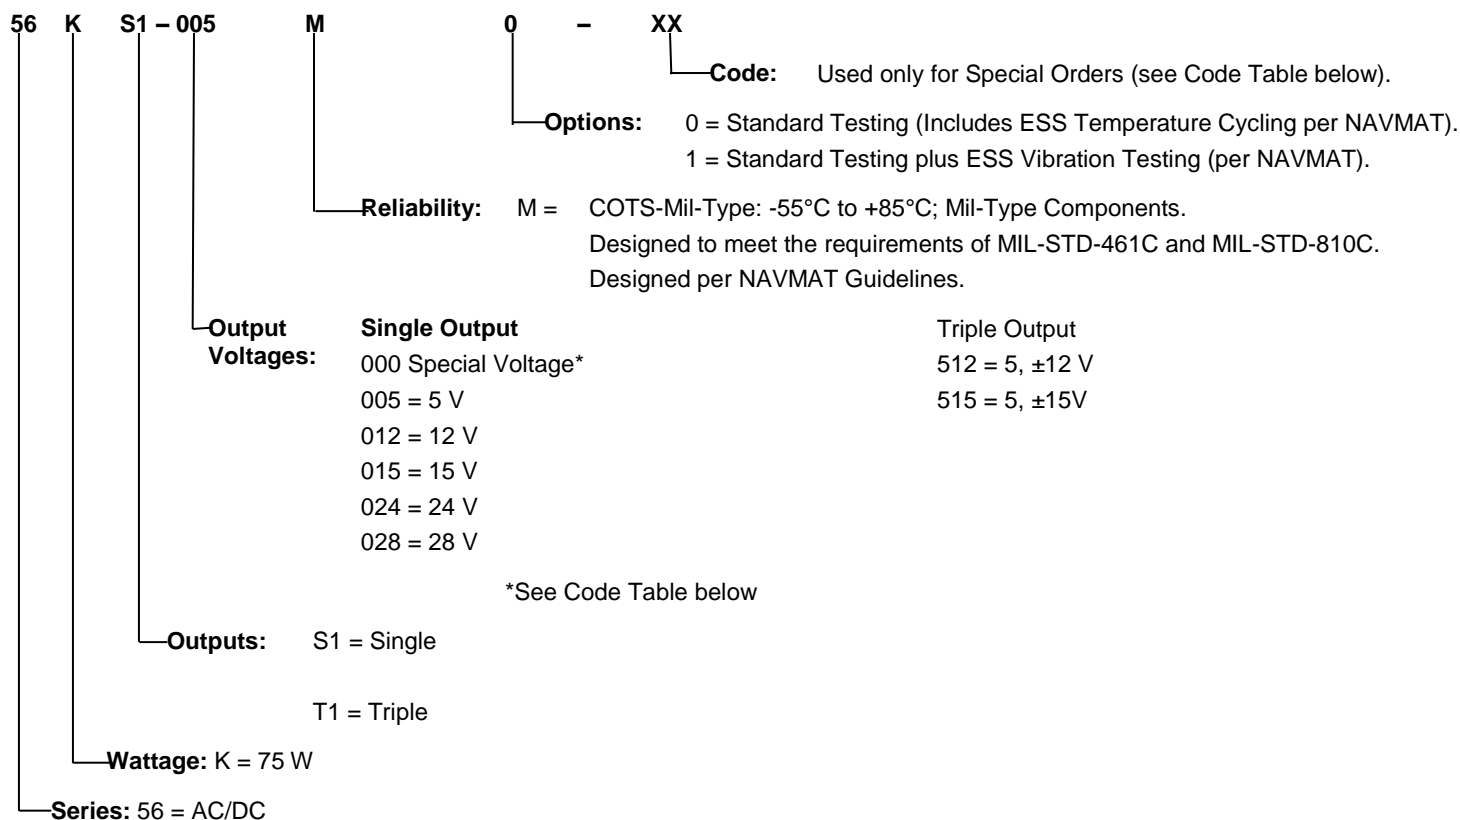 56 K S1 – 005 M 0 – XX
Code: Used only for Special Orders (see Code Table below).
Options: 0 = Standard Testing (Includes ESS Temperature Cycling per NAVMAT).
1 = Standard Testing plus ESS Vibration Testing (per NAVMAT).
Reliability: M = COTS-Mil-Type: -55°C to +85°C; Mil-Type Components.
Designed to meet the requirements of MIL-STD-461C and MIL-STD-810C.
Designed per NAVMAT Guidelines.
Output Single Output Triple Output
Voltages: 000 Special Voltage* 512 = 5, ±12 V
005 = 5 V 515 = 5, ±15V
012 = 12 V
015 = 15 V
024 = 24 V
028 = 28 V
*See Code Table below
Outputs: S1 = Single
T1 = Triple
Wattage: K = 75 W
Series: 56 = AC/DC